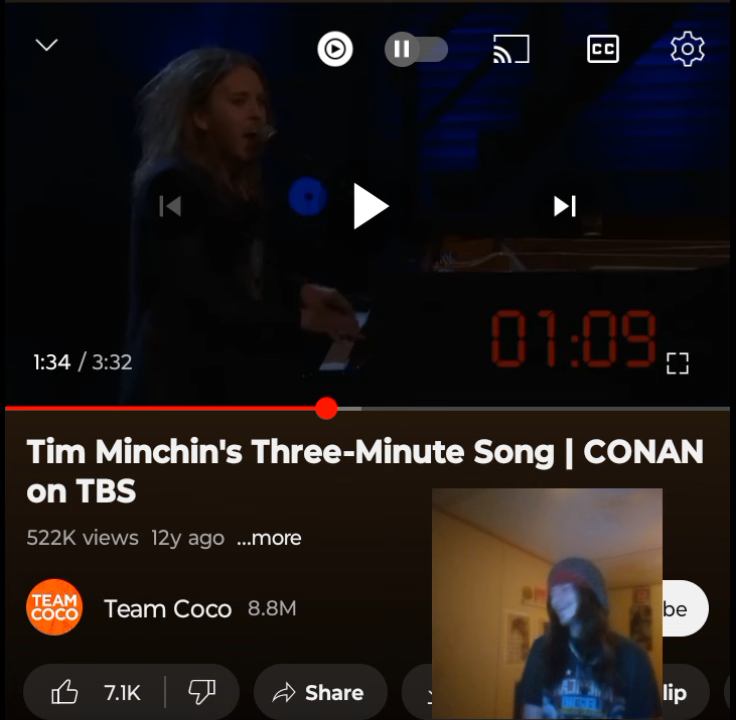 CC
01:09
1:34 / 3:32
Tim Minchin's Three-Minute Song | CONAN
on TBS
522K views 12y ago ...more
TEAM
COCO
Team Coco 8.8M
be
7.1K Share lip